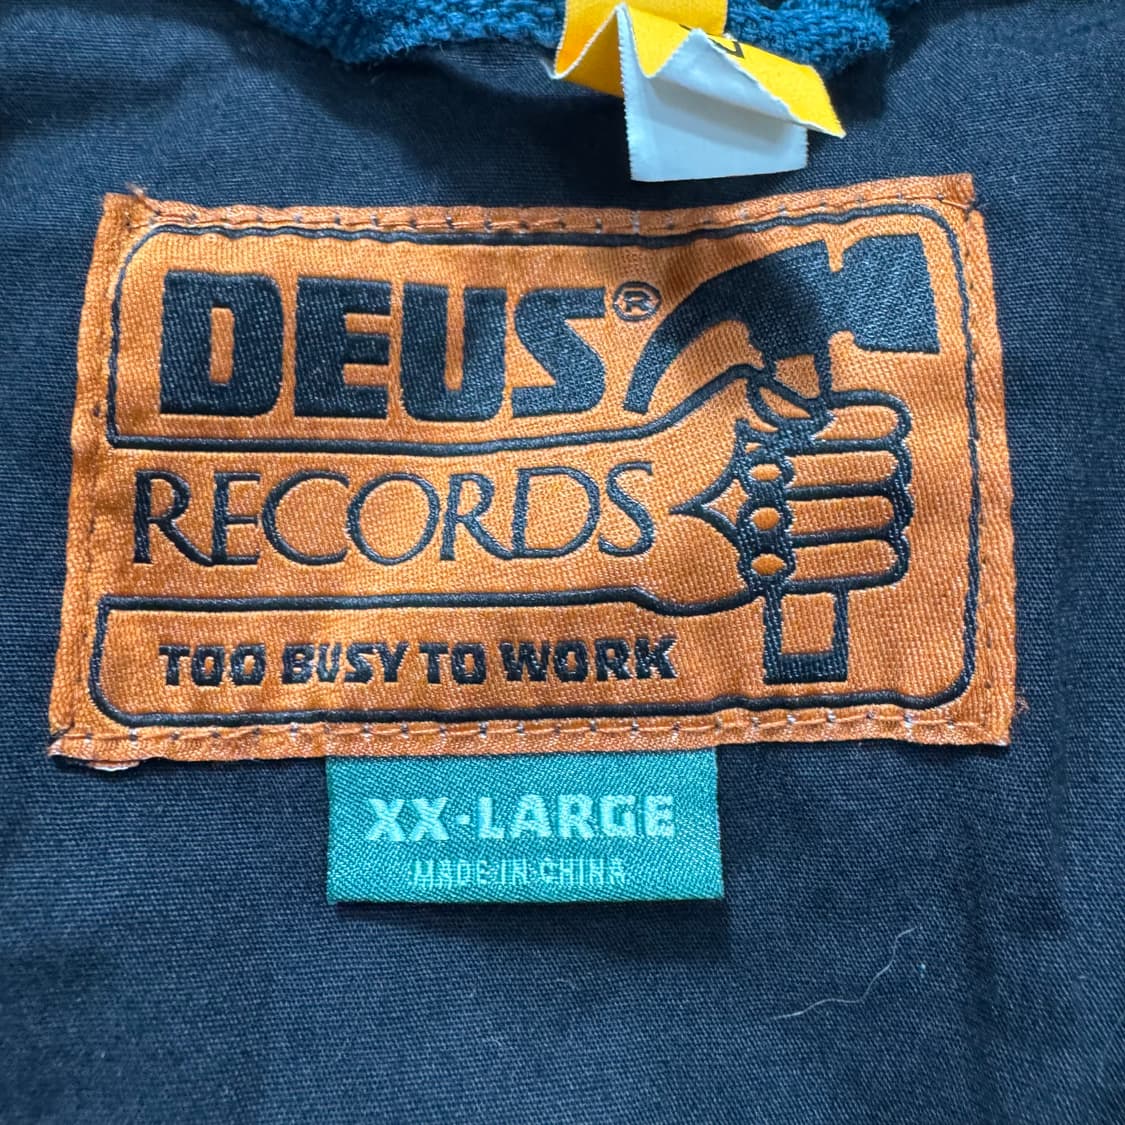 DEUS®
RECORDS
TOO BUSY TO WORK
XX-LARGE
MADE IN CHINA